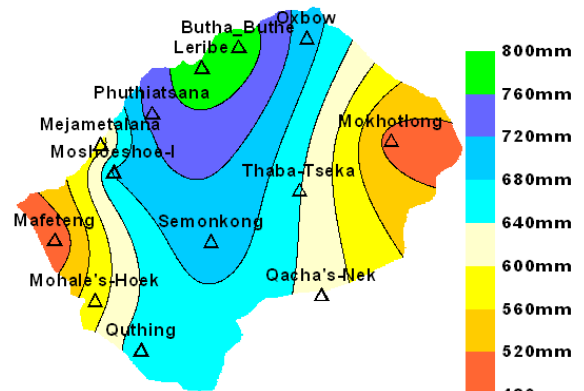 Butha_Buthe
Oxbow
Leribe
Phuthiatsana
Mejametalana
Moshoeshoe-I
Mokhotlong
Thaba-Tseka
Mafeteng
Semonkong
Mohale's-Hoek
Qacha's-Nek
Quthing
800mm
760mm
720mm
680mm
640mm
600mm
560mm
520mm